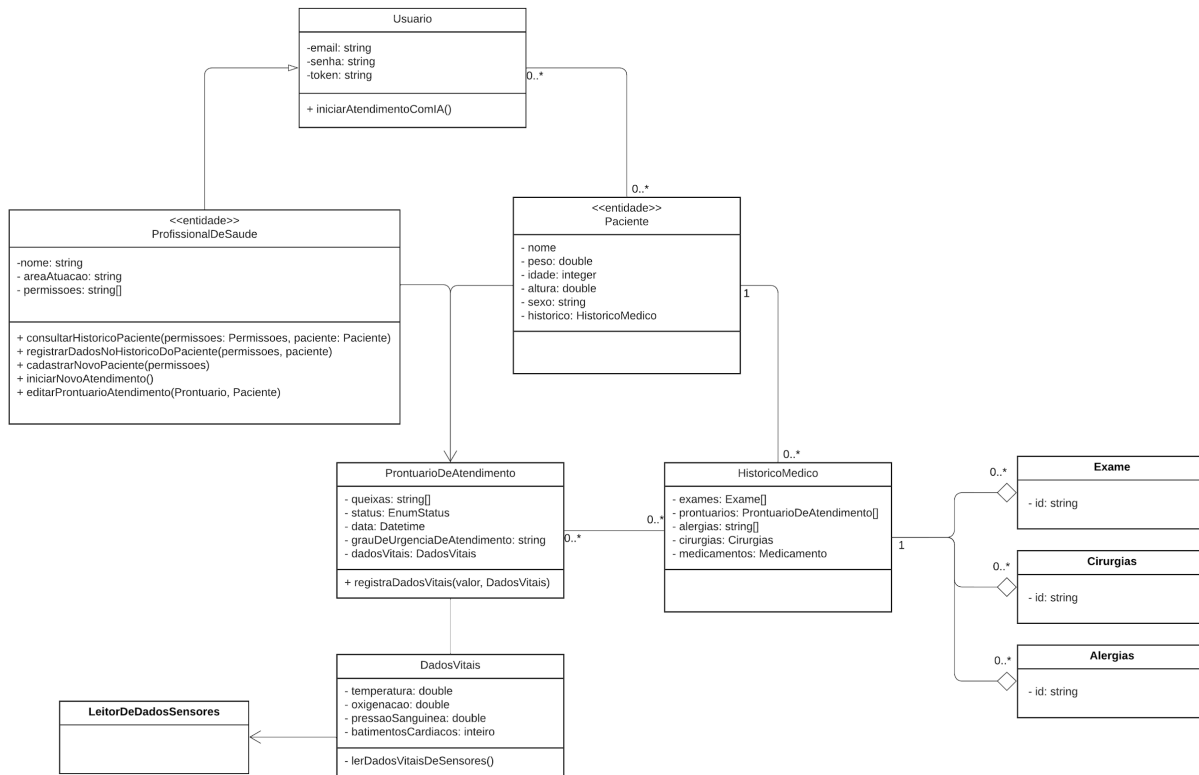 Usuario
-email: string
-senha: string
-token: string
+ iniciarAtendimentoComIA()
0..*
0..*
<<entidade>>
ProfissionalDeSaude
-nome: string
- areaAtuacao: string
- permissoes: string[]
+ consultarHistoricoPaciente(permissoes: Permissoes, paciente: Paciente)
+ registrarDadosNoHistoricoDoPaciente(permissoes, paciente)
+ cadastrarNovoPaciente(permissoes)
+ iniciarNovoAtendimento()
+ editarProntuarioAtendimento(Prontuario, Paciente)
<<entidade>>
Paciente
- nome
- peso: double
- idade: integer
- altura: double
- sexo: string
- historico: HistoricoMedico
1
0..*
ProntuarioDeAtendimento
- queixas: string[]
- status: EnumStatus
- data: Datetime
- grauDeUrgenciaDeAtendimento: string
- dadosVitais: DadosVitais
+ registraDadosVitais(valor, DadosVitais)
0..*
0..*
HistoricoMedico
- exames: Exame[]
- prontuarios: ProntuarioDeAtendimento[]
- alergias: string[]
- cirurgias: Cirurgias
- medicamentos: Medicamento
1
0..*
Exame
- id: string
0..*
Cirurgias
- id: string
0..*
Alergias
- id: string
DadosVitais
- temperatura: double
- oxigenacao: double
- pressaoSanguinea: double
- batimentosCardiacos: inteiro
- lerDadosVitaisDeSensores()
LeitorDeDadosSensores